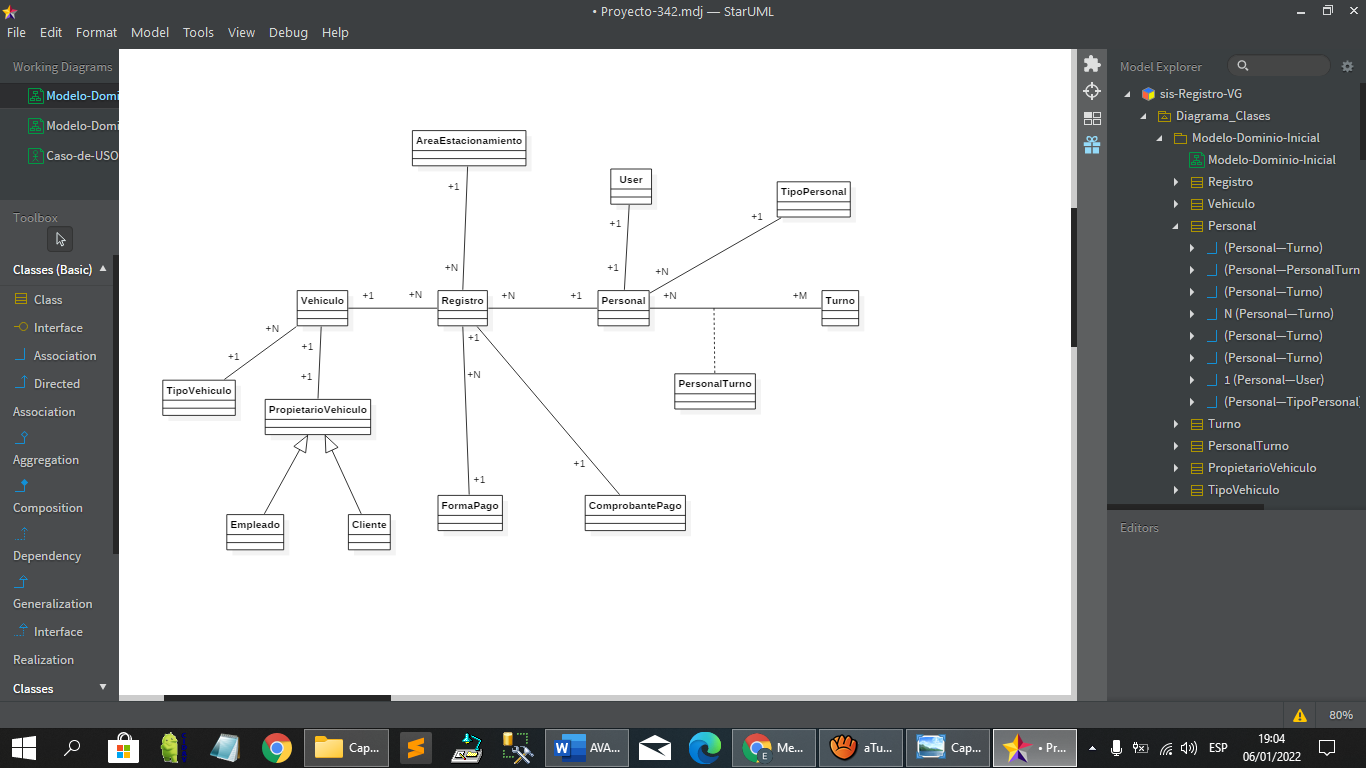 • Proyecto-342.mdj — StarUML
File Edit Format Model Tools View Debug Help
Working Diagrams
Modelo-Domi
Modelo-Domi
Caso-de-USO
Toolbox
Classes (Basic)
Class
Interface
Association
Directed
Association
Aggregation
Composition
Dependency
Generalization
Interface
Realization
Classes
AreaEstacionamiento
+1
+N
User
+1
+1
TipoPersonal
+1
+N
Vehiculo
+1
+N
Registro
+N
+1
Personal
+N
+M
Turno
+N
+1
TipoVehiculo
+1
+1
PropietarioVehiculo
+1
+N
PersonalTurno
+1
+1
FormaPago
ComprobantePago
Empleado
Cliente
Model Explorer
sis-Registro-VG
Diagrama_Clases
Modelo-Dominio-Inicial
Modelo-Dominio-Inicial
Registro
Vehiculo
Personal
(Personal—Turno)
(Personal—PersonalTurn
(Personal—Turno)
N (Personal—Turno)
(Personal—Turno)
(Personal—Turno)
1 (Personal—User)
(Personal—TipoPersonal
Turno
PersonalTurno
PropietarioVehiculo
TipoVehiculo
Editors
80%
Cap...
AVA...
Me...
E
aTu...
Cap...
• Pr...
ESP
19:04
06/01/2022